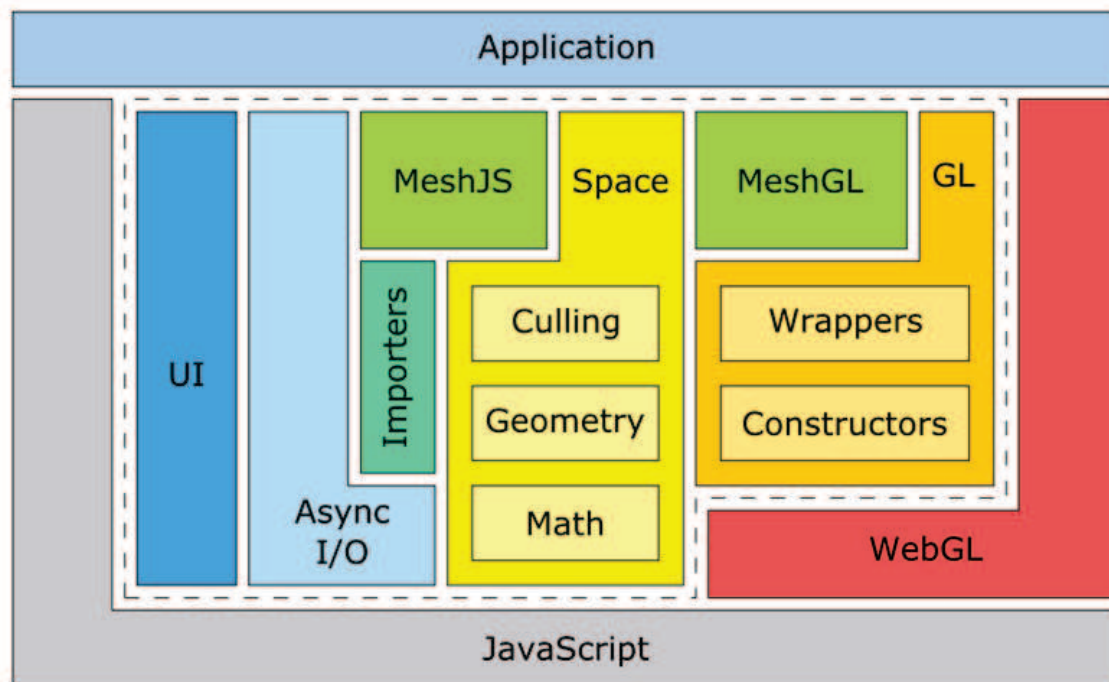 Application
MeshJS
Space
MeshGL
GL
UI
Importers
Culling
Geometry
Math
Wrappers
Constructors
Async
I/O
WebGL
JavaScript